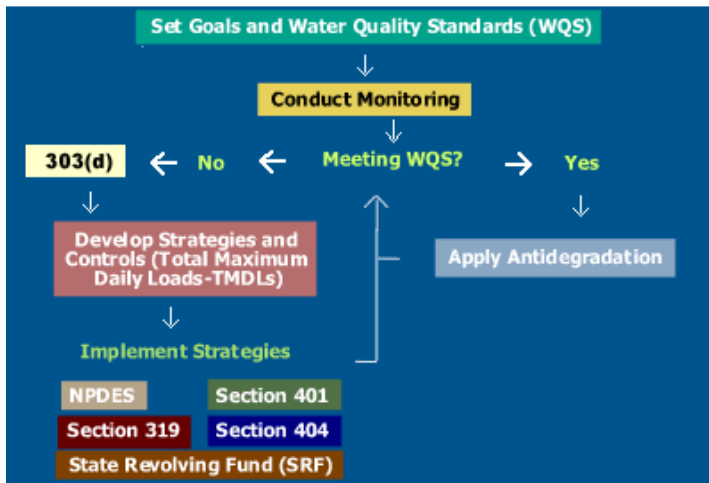 Set Goals and Water Quality Standards (WQS)
Conduct Monitoring
303(d)
No
Meeting WQS?
Yes
Develop Strategies and
Controls (Total Maximum
Daily Loads-TMDLs)
Apply Antidegradation
Implement Strategies
NPDES
Section 401
Section 319
Section 404
State Revolving Fund (SRF)